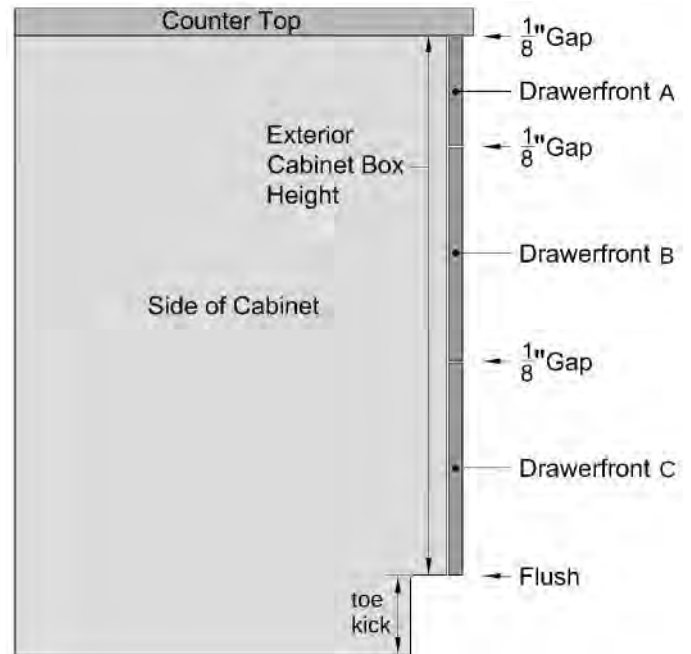 Counter Top
1/8" Gap
Drawerfront A
Exterior
Cabinet Box
Height
1/8" Gap
Drawerfront B
Side of Cabinet
1/8" Gap
Drawerfront C
Flush
toe
kick